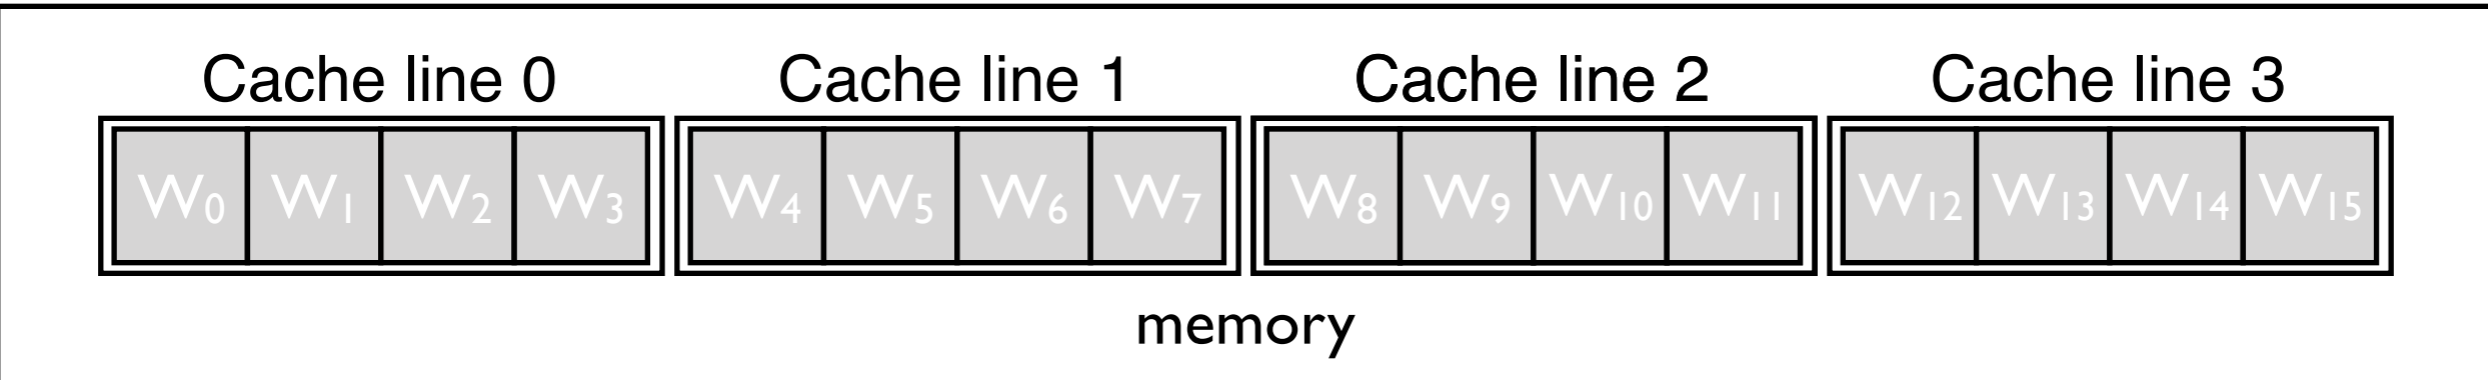 Cache line 0 Cache line 1 Cache line 2 Cache line 3
W₀ W₁ W₂ W₃ W₄ W₅ W₆ W₇ W₈ W₉ W₁₀ W₁₁ W₁₂ W₁₃ W₁₄ W₁₅
memory